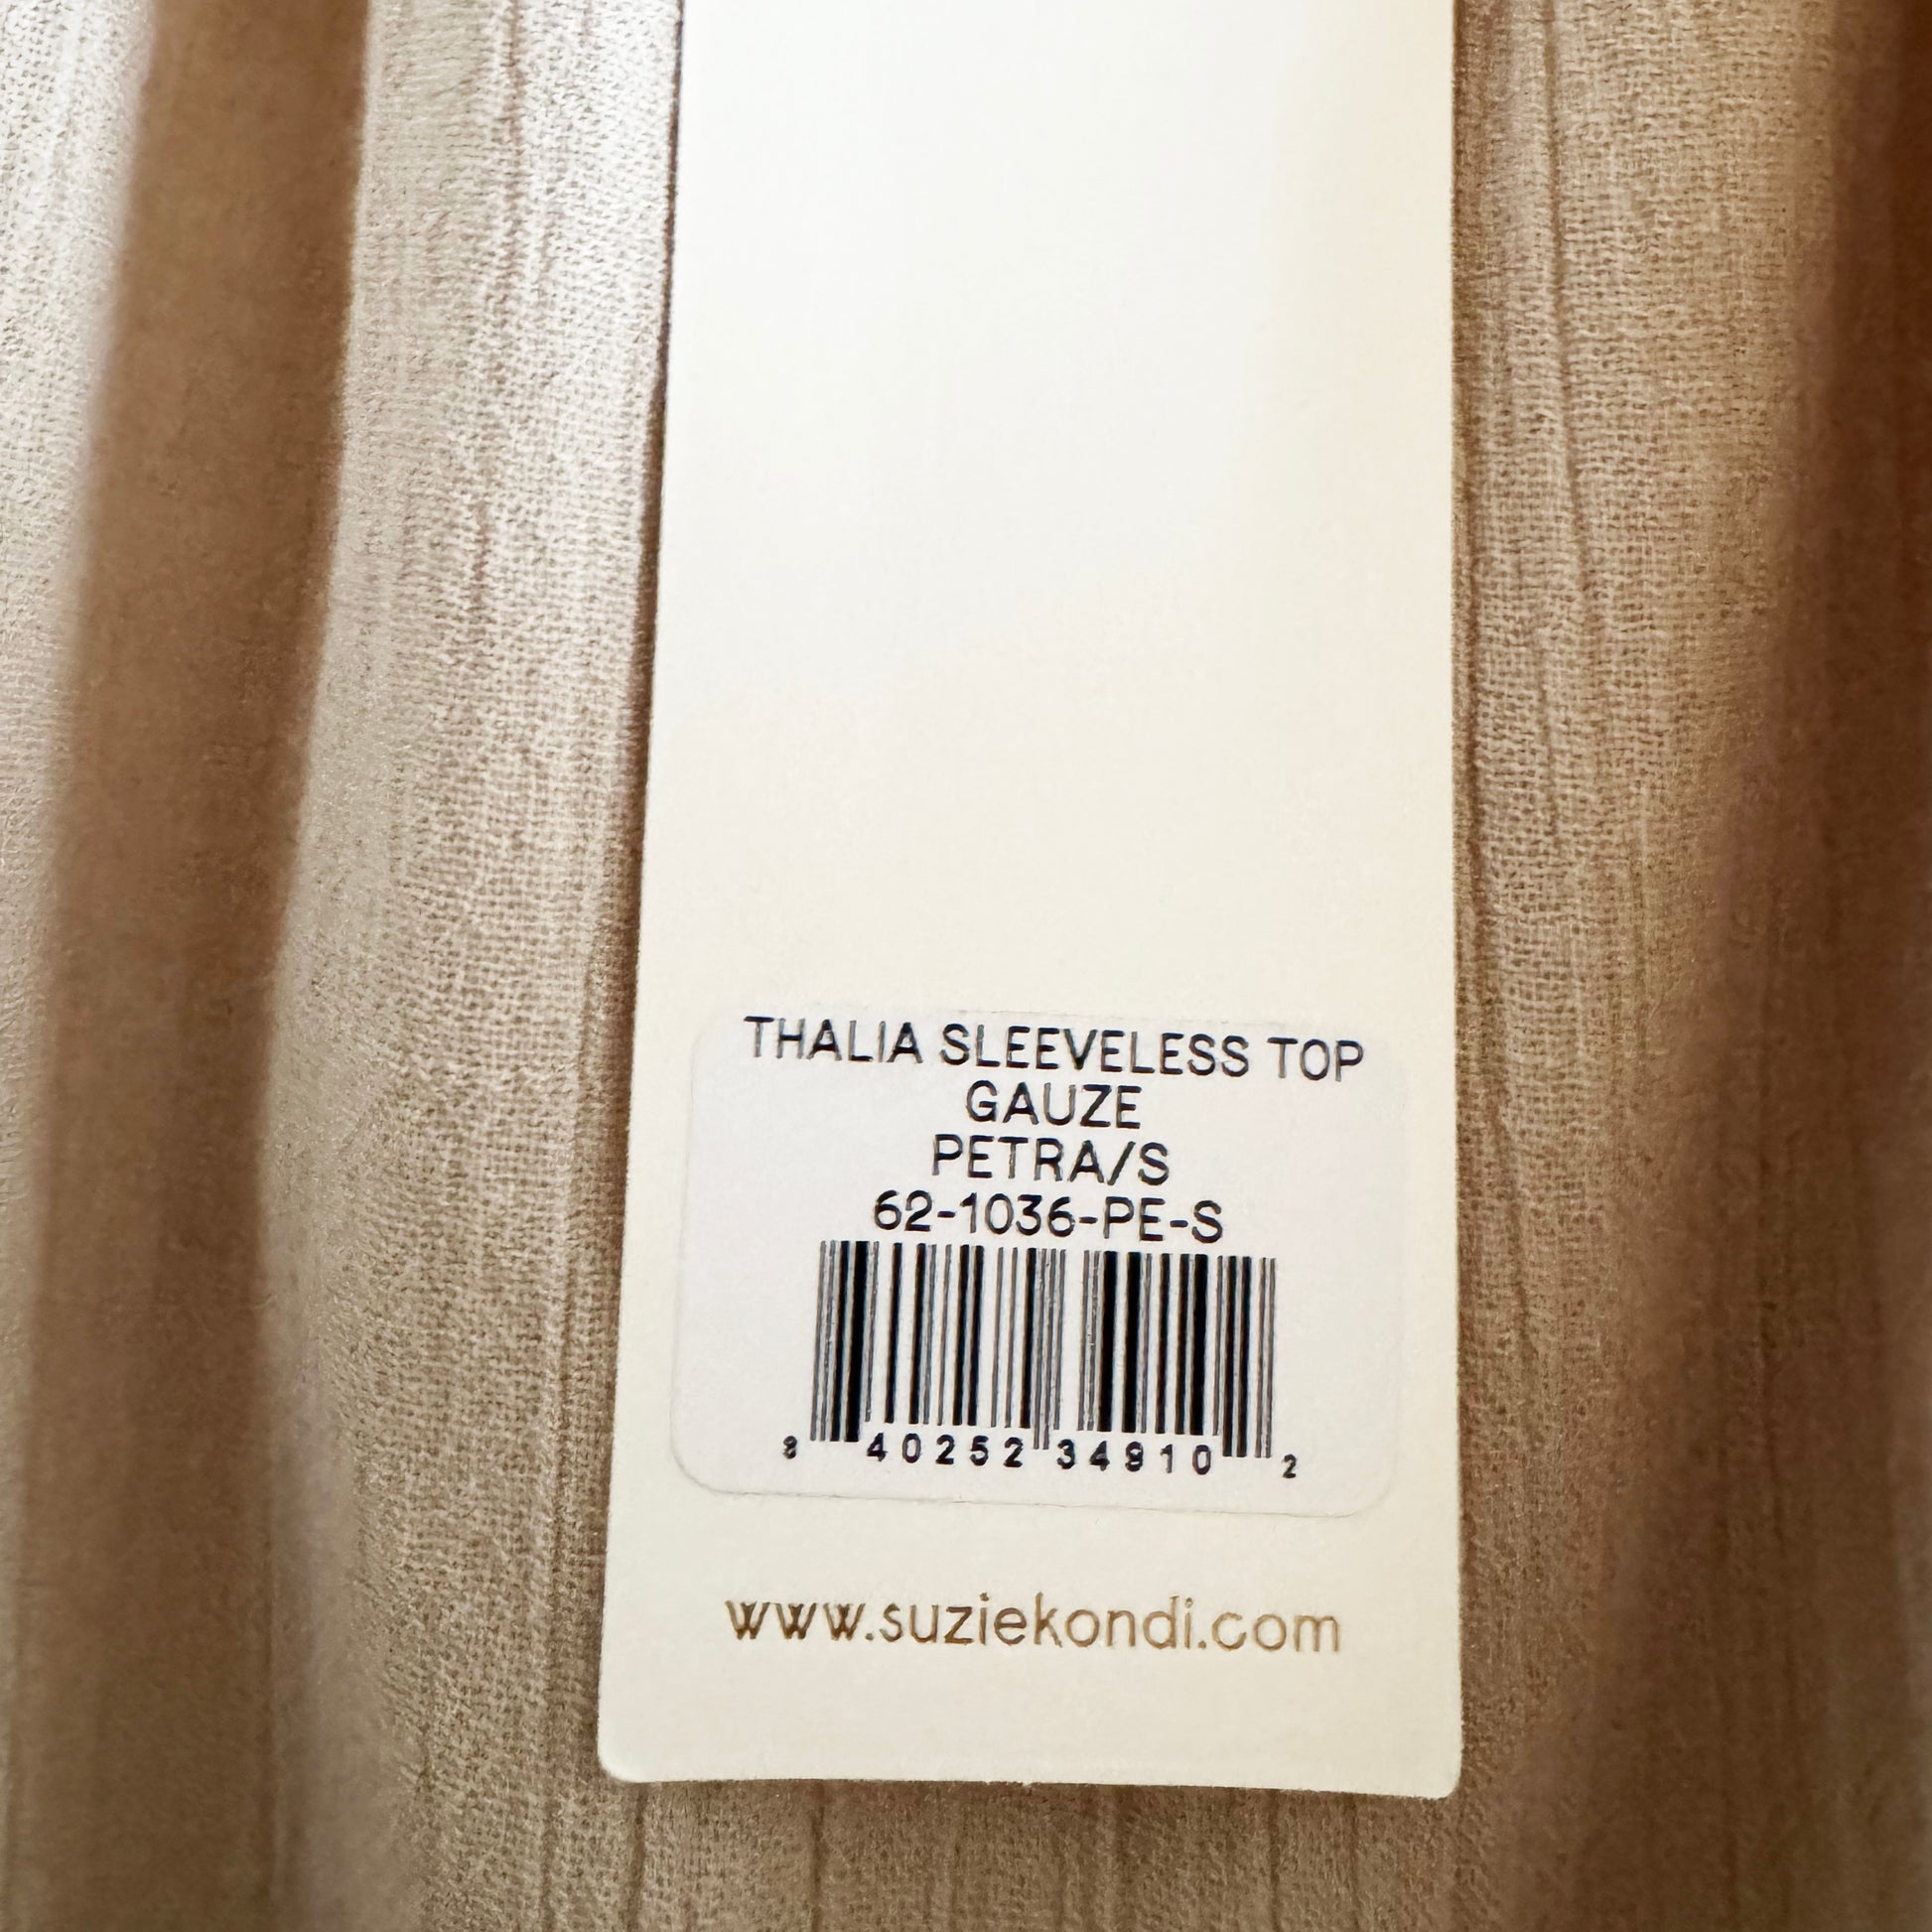 THALIA SLEEVELESS TOP
GAUZE
PETRA/S
62-1036-PE-S
8 40252 34910 2
www.suziekondi.com